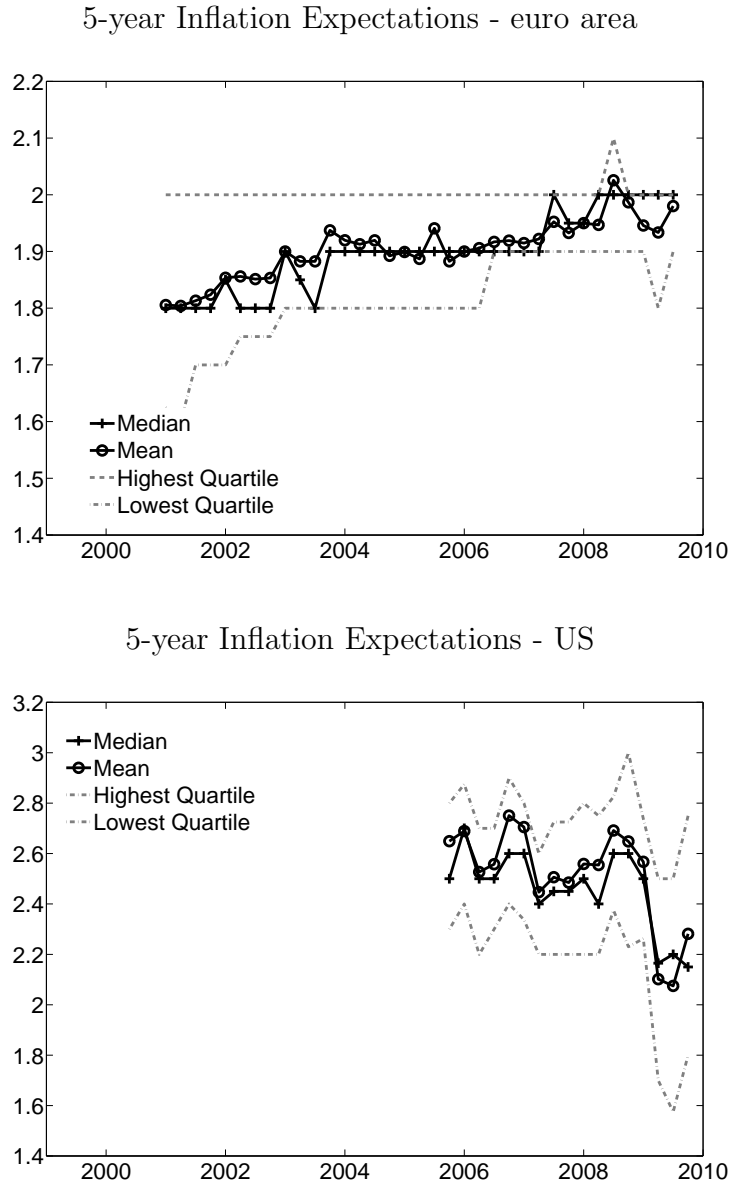 5-year Inflation Expectations - euro area
2.2
2.1
2
1.9
1.8
1.7
1.6
1.5
1.4
Median
Mean
Highest Quartile
Lowest Quartile
2000 2002 2004 2006 2008 2010
5-year Inflation Expectations - US
3.2
3
2.8
2.6
2.4
2.2
2
1.8
1.6
1.4
Median
Mean
Highest Quartile
Lowest Quartile
2000 2002 2004 2006 2008 2010